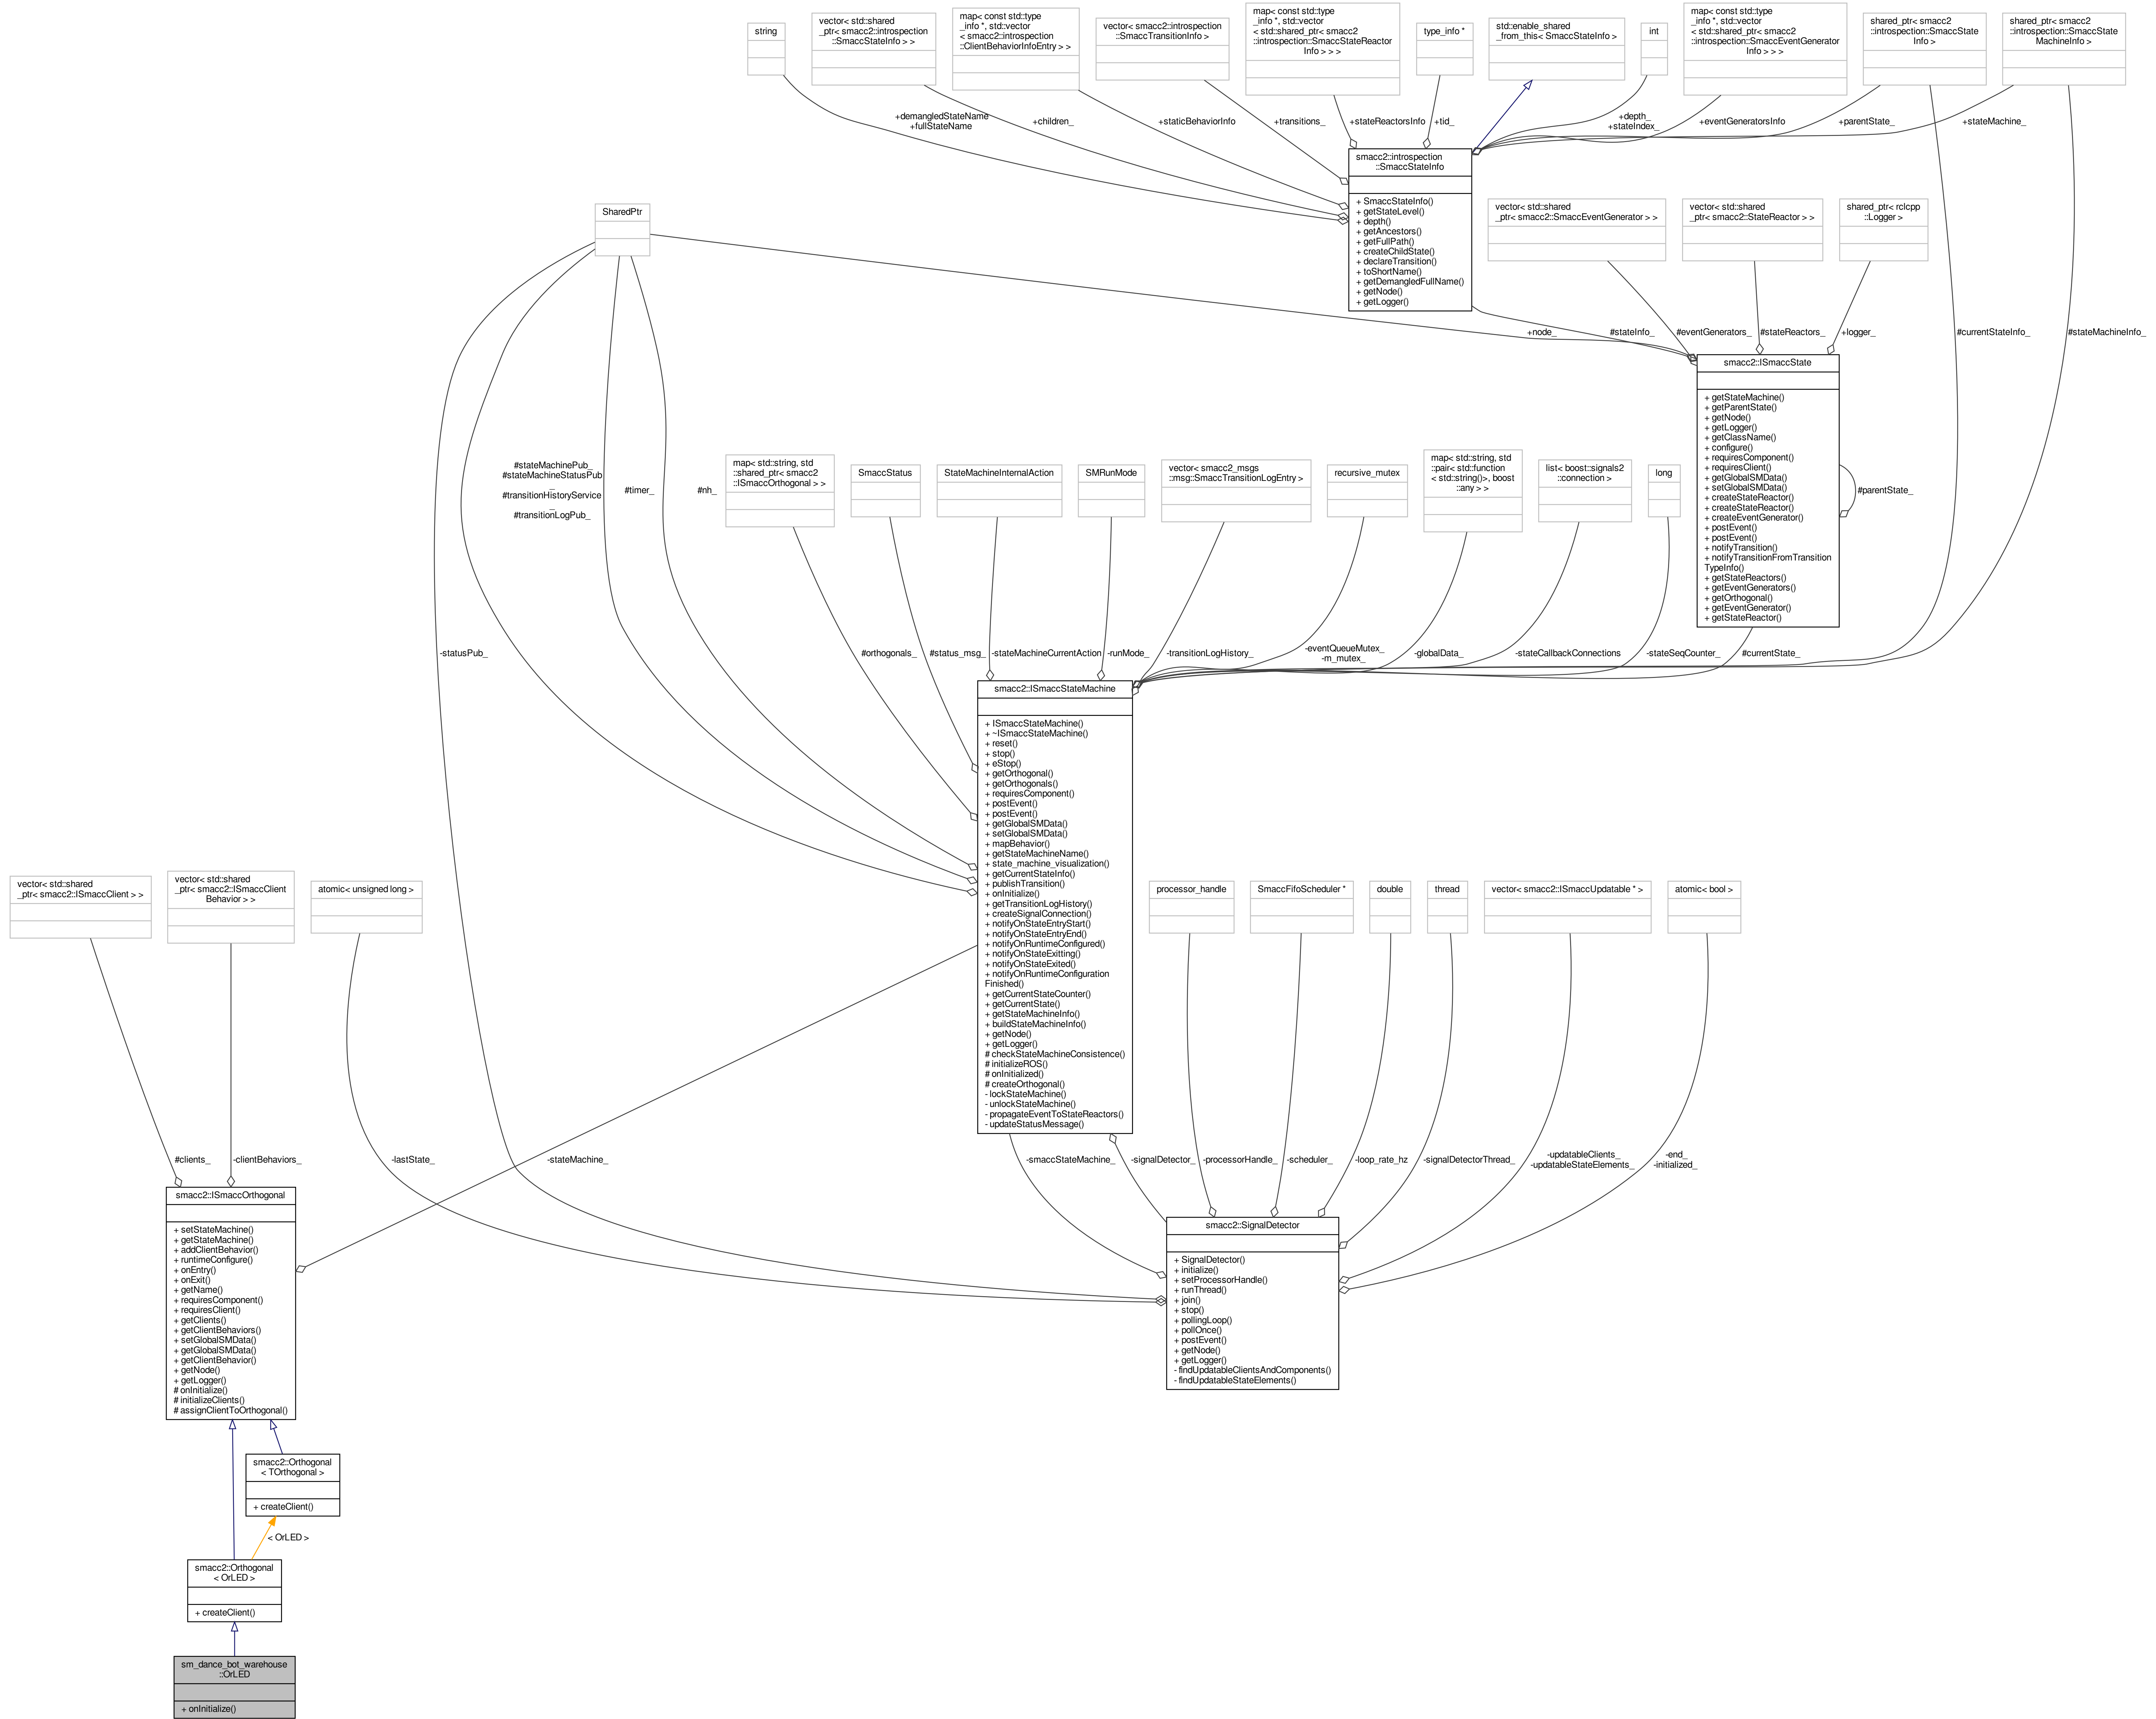 string
vector< std::shared
_ptr< smacc2::introspection
::SmaccStateInfo > >
map< const std::type
_info *, std::vector
< smacc2::introspection
::ClientBehaviorInfoEntry > >
vector< smacc2::introspection
::SmaccTransitionInfo >
map< const std::type
_info *, std::vector
< std::shared_ptr< smacc2
::introspection::SmaccStateReactor
Info > > >
type_info *
std::enable_shared
_from_this< SmaccStateInfo >
int
map< const std::type
_info *, std::vector
< std::shared_ptr< smacc2
::introspection::SmaccEventGenerator
Info > > >
shared_ptr< smacc2
::introspection::SmaccState
Info >
shared_ptr< smacc2
::introspection::SmaccState
MachineInfo >
+demangledStateName
+fullStateName
+children_
+staticBehaviorInfo
+transitions_
+stateReactorsInfo
+tid_
+depth_
+stateIndex_
+eventGeneratorsInfo
+parentState_
+stateMachine_
smacc2::introspection
::SmaccStateInfo
+ SmaccStateInfo()
+ getStateLevel()
+ depth()
+ getAncestors()
+ getFullPath()
+ createChildState()
+ declareTransition()
+ toShortName()
+ getDemangledFullName()
+ getNode()
+ getLogger()
SharedPtr
vector< std::shared
_ptr< smacc2::SmaccEventGenerator > >
vector< std::shared
_ptr< smacc2::StateReactor > >
shared_ptr< rclcpp
::Logger >
+node_
#stateInfo_
#eventGenerators_
#stateReactors_
+logger_
#currentStateInfo_
#stateMachineInfo_
smacc2::ISmaccState
+ getStateMachine()
+ getParentState()
+ getNode()
+ getLogger()
+ getClassName()
+ configure()
+ requiresComponent()
+ requiresClient()
+ getGlobalSMData()
+ setGlobalSMData()
+ createStateReactor()
+ createStateReactor()
+ createEventGenerator()
+ postEvent()
+ postEvent()
+ notifyTransition()
+ notifyTransitionFromTransition
TypeInfo()
+ getStateReactors()
+ getEventGenerators()
+ getOrthogonal()
+ getEventGenerator()
+ getStateReactor()
#parentState_
#stateMachinePub_
#stateMachineStatusPub
_
#transitionHistoryService
_
#transitionLogPub_
#timer_
#nh_
map< std::string, std
::shared_ptr< smacc2
::ISmaccOrthogonal > >
SmaccStatus
StateMachineInternalAction
SMRunMode
vector< smacc2_msgs
::msg::SmaccTransitionLogEntry >
recursive_mutex
map< std::string, std
::pair< std::function
< std::string()>, boost
::any > >
list< boost::signals2
::connection >
long
-statusPub_
#orthogonals_
#status_msg_
-stateMachineCurrentAction
-runMode_
-transitionLogHistory_
-eventQueueMutex_
-m_mutex_
-globalData_
-stateCallbackConnections
-stateSeqCounter_
#currentState_
smacc2::ISmaccStateMachine
+ ISmaccStateMachine()
+ ~ISmaccStateMachine()
+ reset()
+ stop()
+ eStop()
+ getOrthogonal()
+ getOrthogonals()
+ requiresComponent()
+ postEvent()
+ postEvent()
+ getGlobalSMData()
+ setGlobalSMData()
+ mapBehavior()
+ getStateMachineName()
+ state_machine_visualization()
+ getCurrentStateInfo()
+ publishTransition()
+ onInitialize()
+ getTransitionLogHistory()
+ createSignalConnection()
+ notifyOnStateEntryStart()
+ notifyOnStateEntryEnd()
+ notifyOnRuntimeConfigured()
+ notifyOnStateExitting()
+ notifyOnStateExited()
+ notifyOnRuntimeConfiguration
Finished()
+ getCurrentStateCounter()
+ getCurrentState()
+ getStateMachineInfo()
+ buildStateMachineInfo()
+ getNode()
+ getLogger()
# checkStateMachineConsistence()
# initializeROS()
# onInitialized()
# createOrthogonal()
- lockStateMachine()
- unlockStateMachine()
- propagateEventToStateReactors()
- updateStatusMessage()
vector< std::shared
_ptr< smacc2::ISmaccClient > >
vector< std::shared
_ptr< smacc2::ISmaccClient
Behavior > >
atomic< unsigned long >
processor_handle
SmaccFifoScheduler *
double
thread
vector< smacc2::ISmaccUpdatable * >
atomic< bool >
#clients_
-clientBehaviors_
-lastState_
-stateMachine_
-smaccStateMachine_
-signalDetector_
-processorHandle_
-scheduler_
-loop_rate_hz
-signalDetectorThread_
-updatableClients_
-updatableStateElements_
-end_
-initialized_
smacc2::ISmaccOrthogonal
+ setStateMachine()
+ getStateMachine()
+ addClientBehavior()
+ runtimeConfigure()
+ onEntry()
+ onExit()
+ getName()
+ requiresComponent()
+ requiresClient()
+ getClients()
+ getClientBehaviors()
+ setGlobalSMData()
+ getGlobalSMData()
+ getClientBehavior()
+ getNode()
+ getLogger()
# onInitialize()
# initializeClients()
# assignClientToOrthogonal()
smacc2::SignalDetector
+ SignalDetector()
+ initialize()
+ setProcessorHandle()
+ runThread()
+ join()
+ stop()
+ pollingLoop()
+ pollOnce()
+ postEvent()
+ getNode()
+ getLogger()
- findUpdatableClientsAndComponents()
- findUpdatableStateElements()
smacc2::Orthogonal
< TOrthogonal >
+ createClient()
< OrLED >
smacc2::Orthogonal
< OrLED >
+ createClient()
sm_dance_bot_warehouse
::OrLED
+ onInitialize()